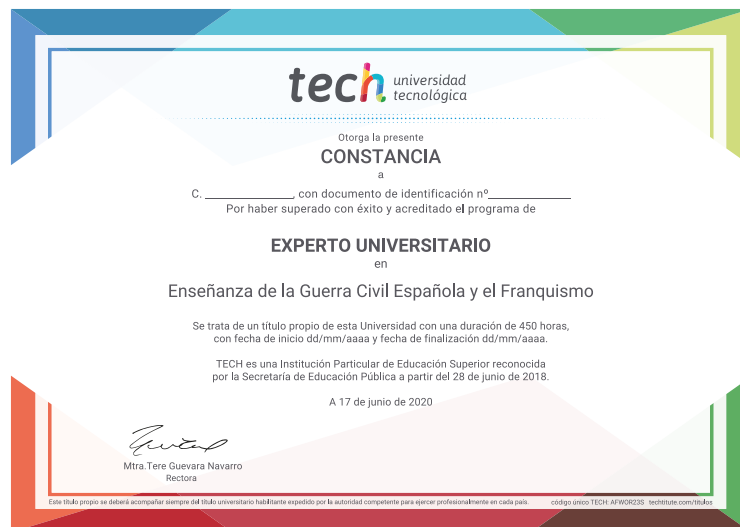 tech universidad
tecnológica
Otorga la presente
CONSTANCIA
a
C. ______________, con documento de identificación nº____________
Por haber superado con éxito y acreditado el programa de
EXPERTO UNIVERSITARIO
en
Enseñanza de la Guerra Civil Española y el Franquismo
Se trata de un título propio de esta Universidad con una duración de 450 horas,
con fecha de inicio dd/mm/aaaa y fecha de finalización dd/mm/aaaa.
TECH es una Institución Particular de Educación Superior reconocida
por la Secretaría de Educación Pública a partir del 28 de junio de 2018.
A 17 de junio de 2020
Mtra.Tere Guevara Navarro
Rectora
Este título propio se deberá acompañar siempre del título universitario habilitante expedido por la autoridad competente para ejercer profesionalmente en cada país. código único TECH: AFWOR23S techtitute.com/títulos